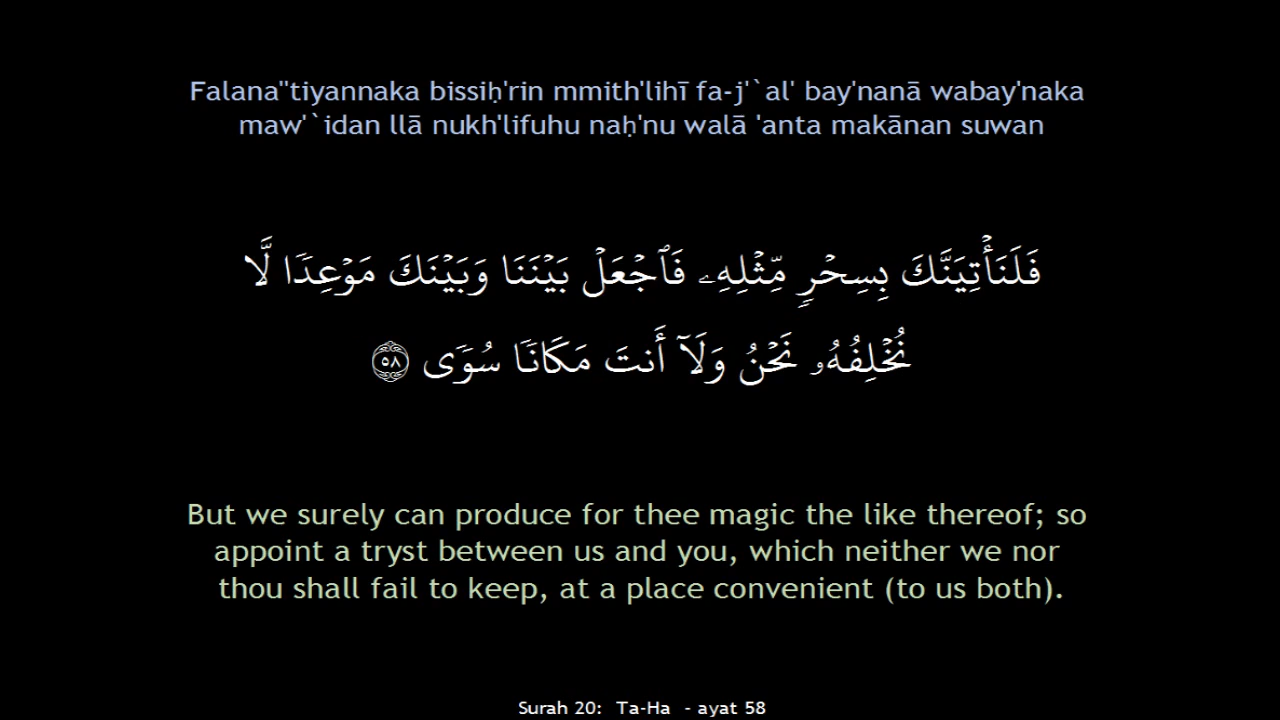 Falana"tiyannaka bissiḥ'rin mmith'lihī fa-j'`al' bay'nanā wabay'naka
maw'`idan llā nukh'lifuhu naḥ'nu walā 'anta makānan suwan
فَلَنَأۡتِيَنَّكَ بِسِحۡرٖ مِّثۡلِهِۦ فَٱجۡعَلۡ بَيۡنَنَا وَبَيۡنَكَ مَوۡعِدٗا لَّا
نُخۡلِفُهُۥ نَحۡنُ وَلَآ أَنتَ مَكَانٗا سُوٗى ٥٨
But we surely can produce for thee magic the like thereof; so
appoint a tryst between us and you, which neither we nor
thou shall fail to keep, at a place convenient (to us both).
Surah 20: Ta-Ha - ayat 58